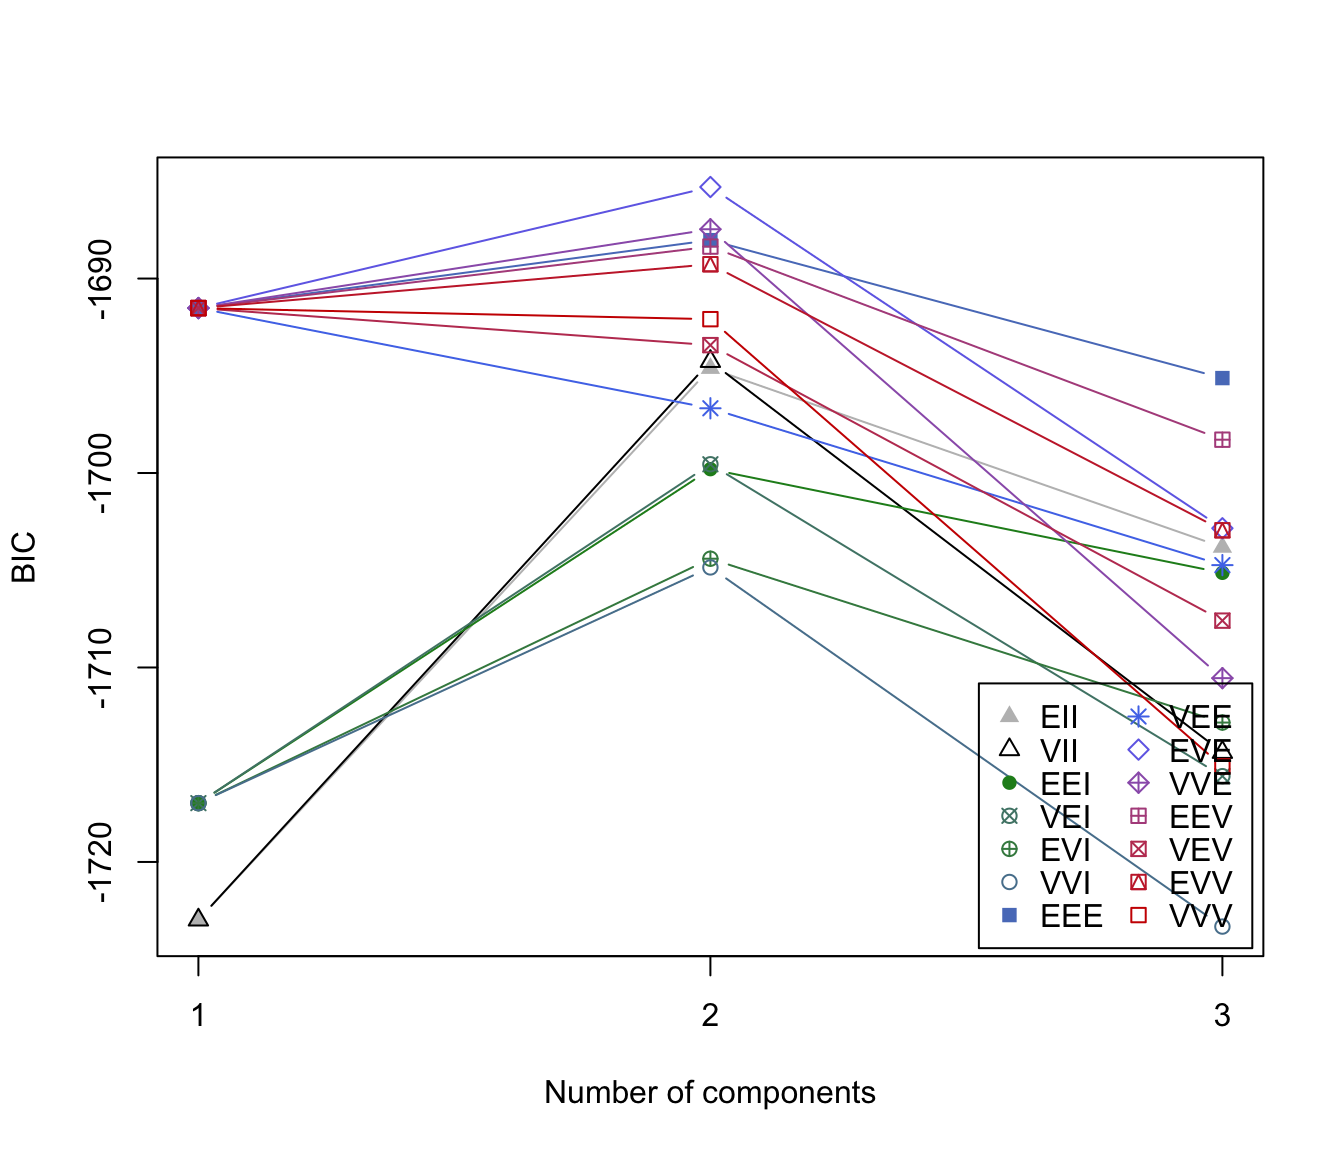 -1690
-1700
-1710
-1720
BIC
1 2 3
Number of components
EII VEE
VII EVE
EEI VVE
VEI EEV
EVI VEV
VVI EVV
EEE VVV